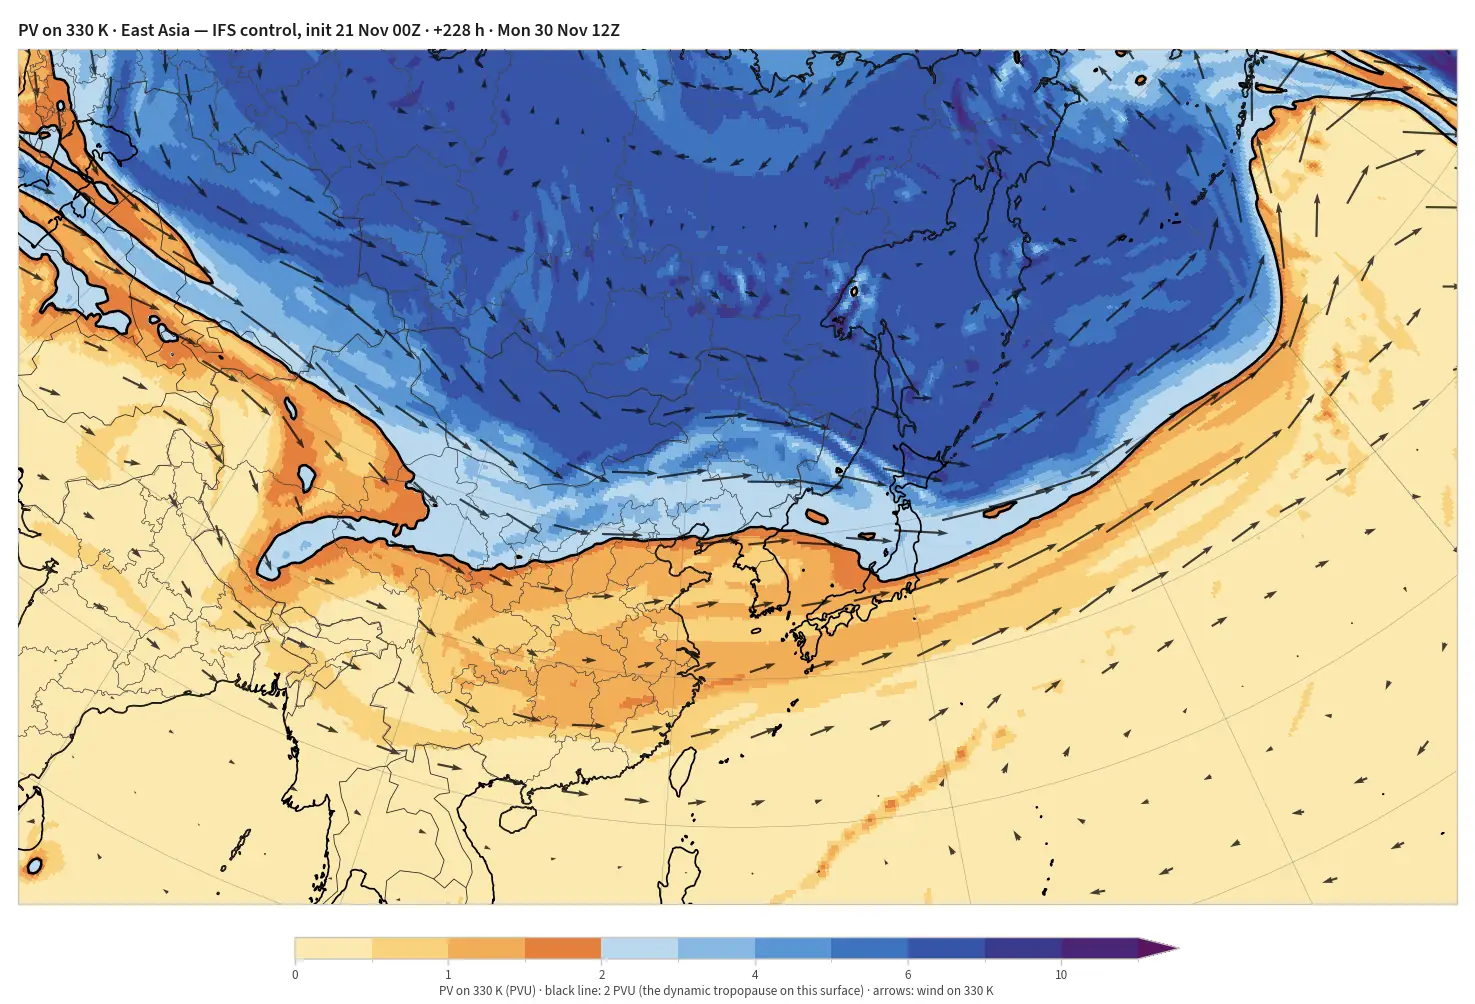 PV on 330 K · East Asia — IFS control, init 21 Nov 00Z · +228 h · Mon 30 Nov 12Z
0 1 2 4 6 10
PV on 330 K (PVU) · black line: 2 PVU (the dynamic tropopause on this surface) · arrows: wind on 330 K